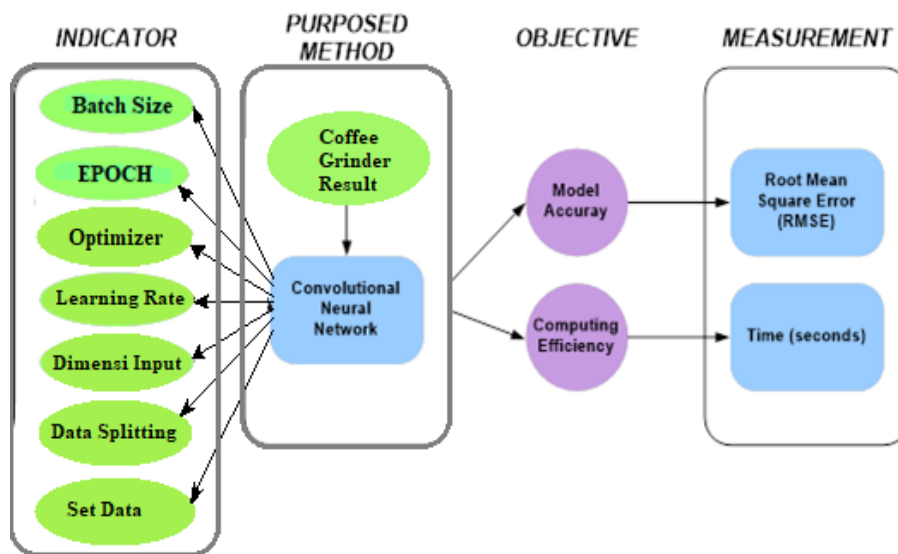 INDICATOR
PURPOSED
METHOD
OBJECTIVE
MEASUREMENT
Batch Size
EPOCH
Optimizer
Learning Rate
Dimensi Input
Data Splitting
Set Data
Coffee
Grinder
Result
Convolutional
Neural
Network
Model
Accuray
Computing
Efficiency
Root Mean
Square Error
(RMSE)
Time (seconds)